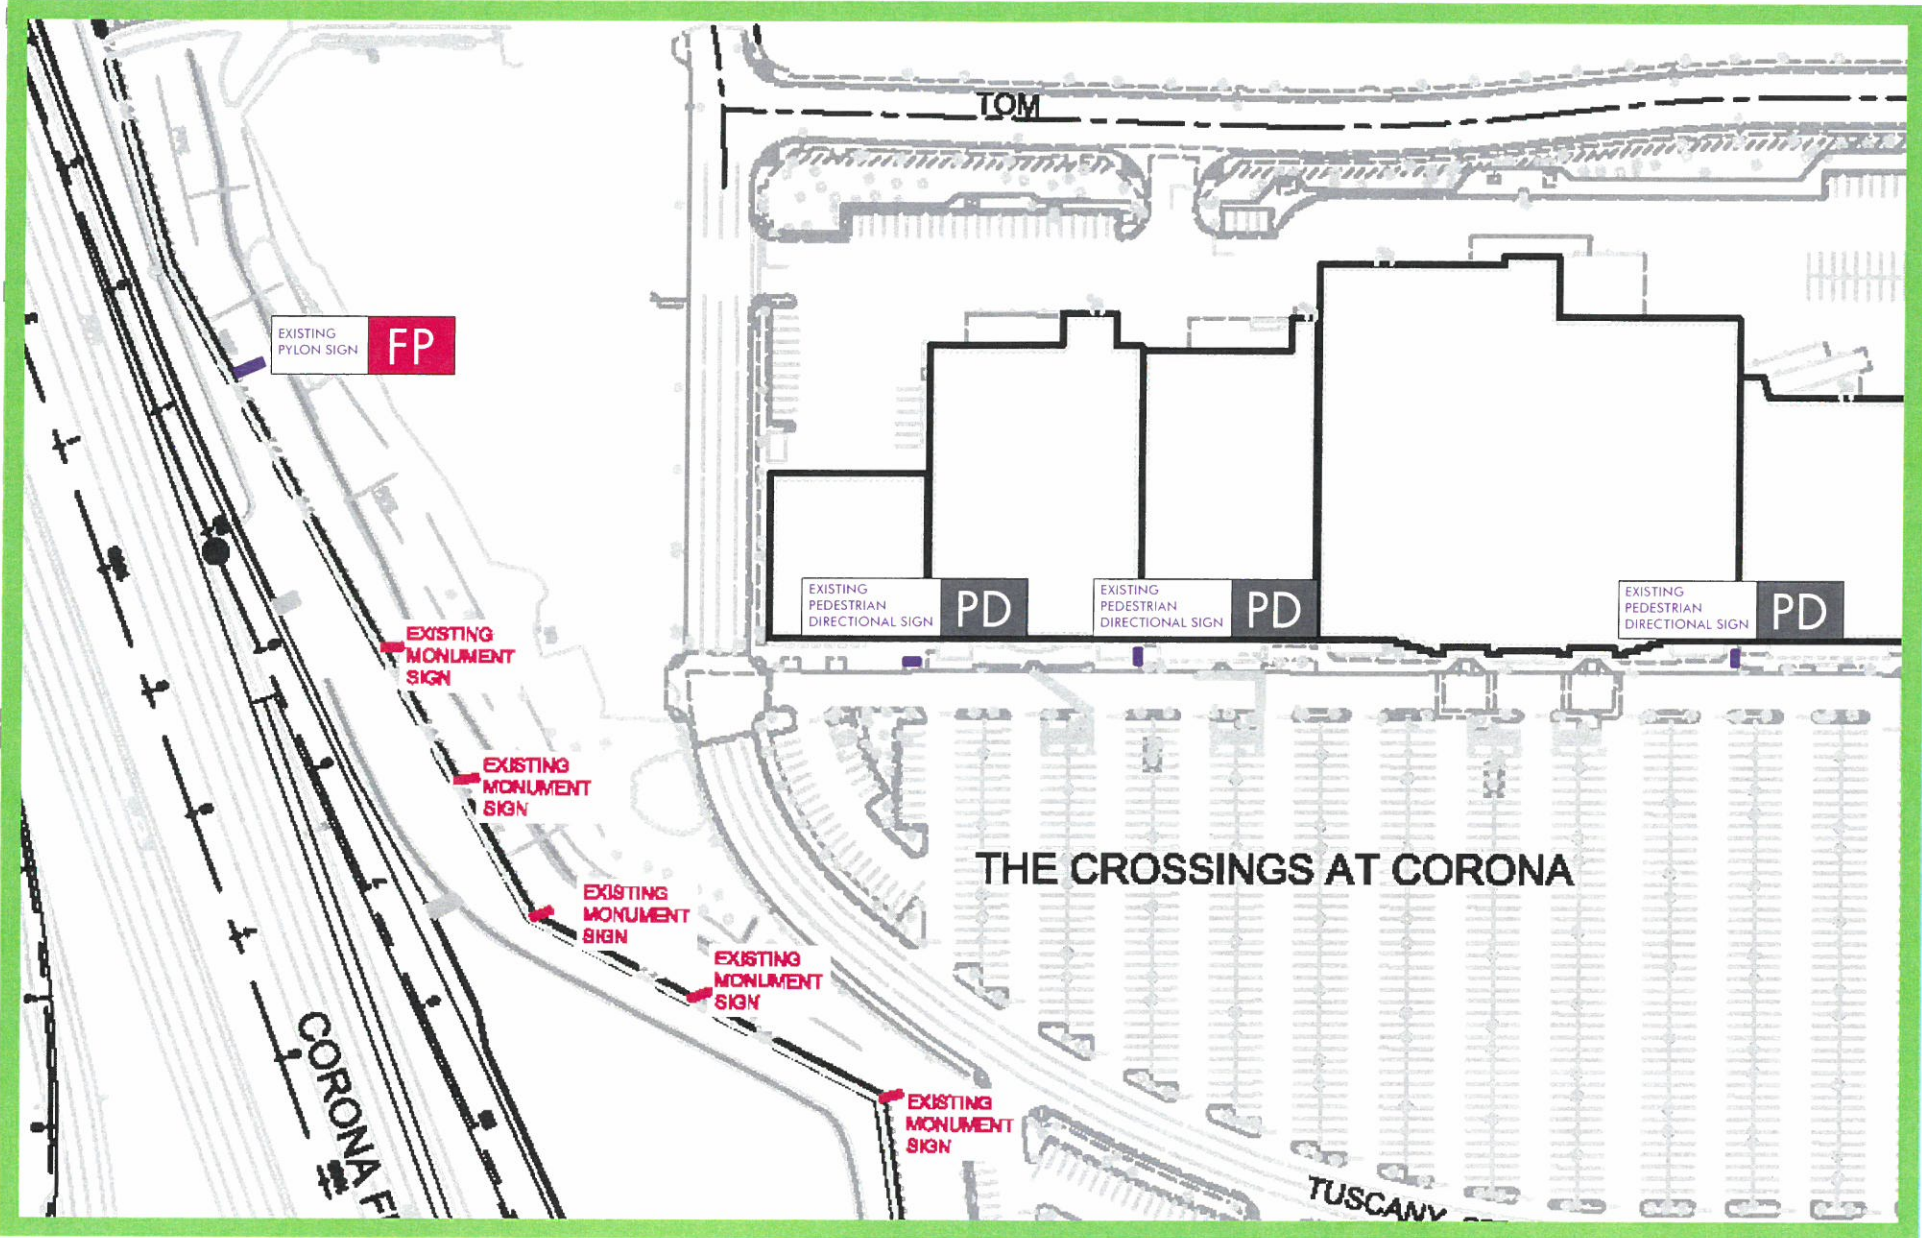 TOM
EXISTING
PYLON SIGN
FP
EXISTING
PEDESTRIAN
DIRECTIONAL SIGN
PD
EXISTING
PEDESTRIAN
DIRECTIONAL SIGN
PD
EXISTING
PEDESTRIAN
DIRECTIONAL SIGN
PD
EXISTING
MONUMENT
SIGN
EXISTING
MONUMENT
SIGN
EXISTING
MONUMENT
SIGN
EXISTING
MONUMENT
SIGN
EXISTING
MONUMENT
SIGN
THE CROSSINGS AT CORONA
CORONA
TUSCANY